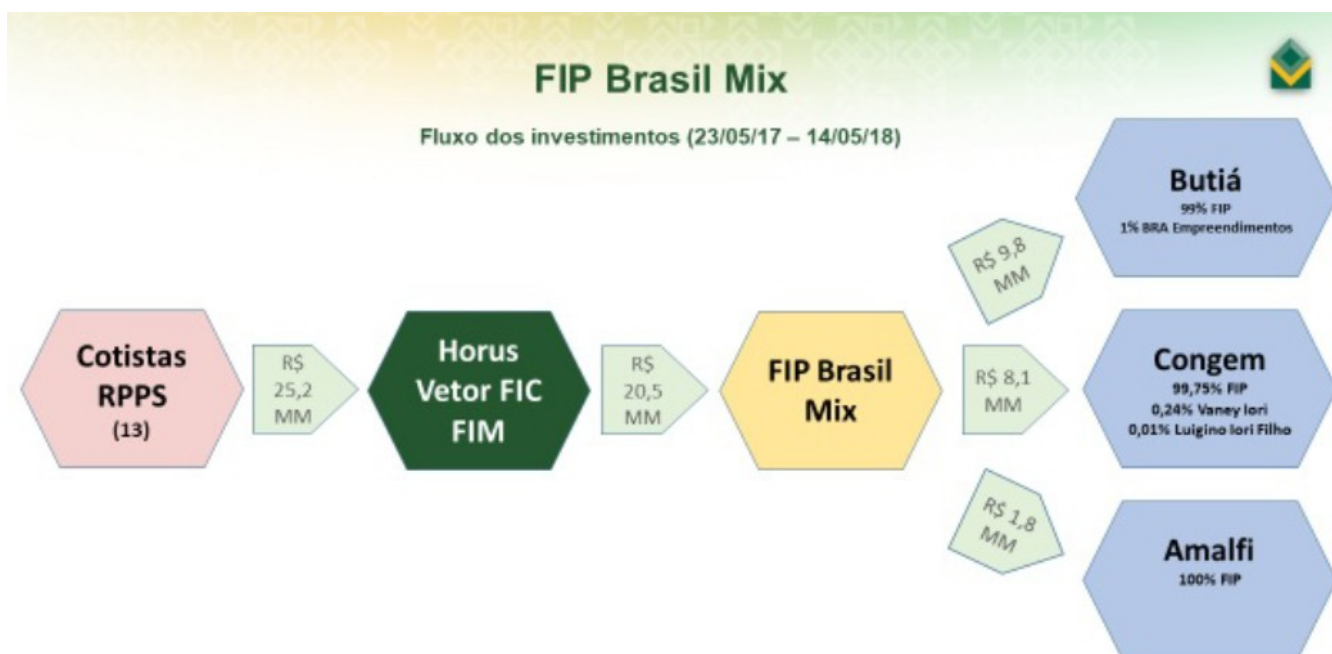 FIP Brasil Mix
Fluxo dos investimentos (23/05/17 – 14/05/18)
Cotistas
RPPS
(13)
R$
25,2
MM
Horus
Vetor FIC
FIM
R$
20,5
MM
FIP Brasil
Mix
R$ 9,8
MM
Butiá
99% FIP
1% BRA Empreendimentos
R$ 8,1
MM
Congem
99,75% FIP
0,24% Vaney Iori
0,01% Luigino Iori Filho
R$ 1,8
MM
Amalfi
100% FIP